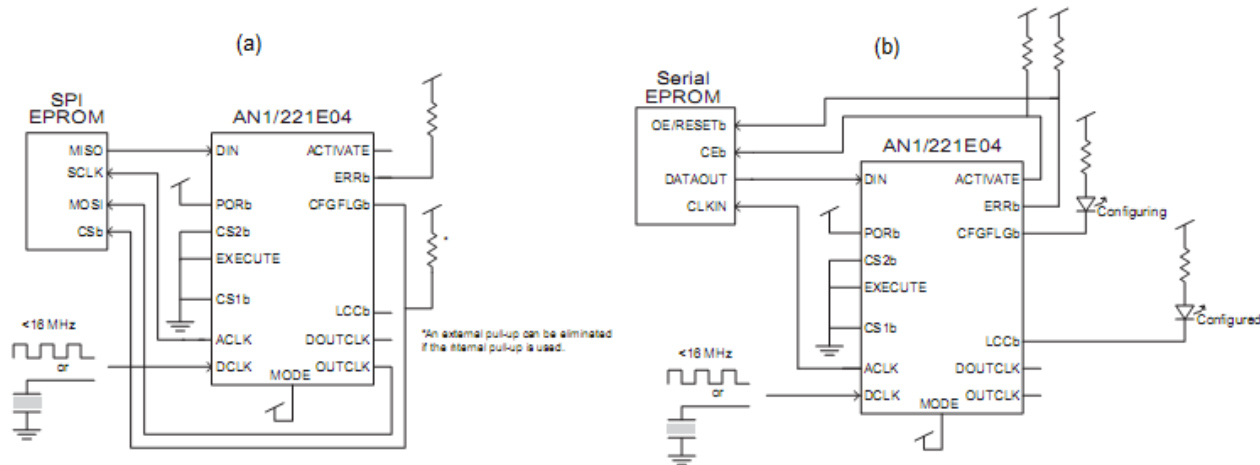 (a)
SPI
EPROM
MISO
SCLK
MOSI
CSb
AN1/221E04
DIN
PORb
CS2b
EXECUTE
CS1b
ACLK
DCLK
MODE
ACTIVATE
ERRb
CFGFLGb
LCCb
DOUTCLK
OUTCLK
*
*An external pull-up can be eliminated
if the internal pull-up is used.
<16 MHz
or
(b)
Serial
EPROM
OE/RESETb
CEb
DATAOUT
CLKIN
AN1/221E04
DIN
PORb
CS2b
EXECUTE
CS1b
ACLK
DCLK
MODE
ACTIVATE
ERRb
CFGFLGb
LCCb
DOUTCLK
OUTCLK
Configuring
Configured
<16 MHz
or